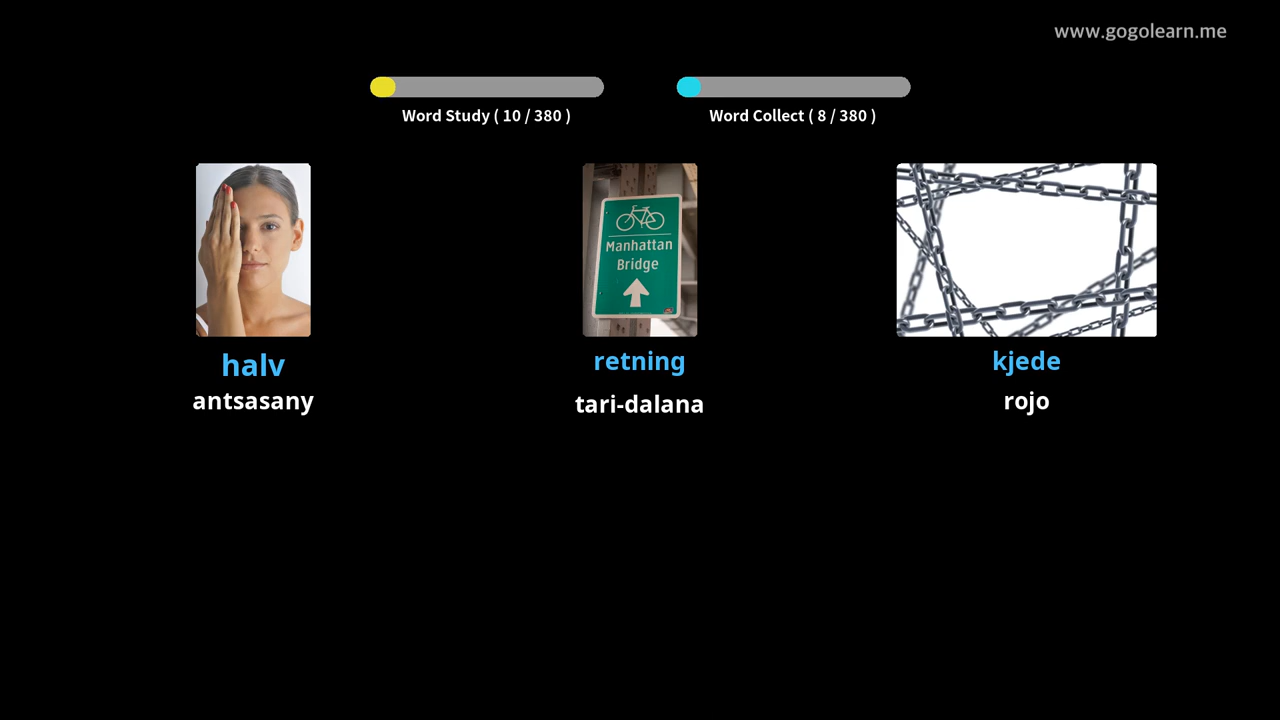 www.gogolearn.me
Word Study ( 10 / 380 )
Word Collect ( 8 / 380 )
Manhattan
Bridge
halv
retning
kjede
antsasany
tari-dalana
rojo